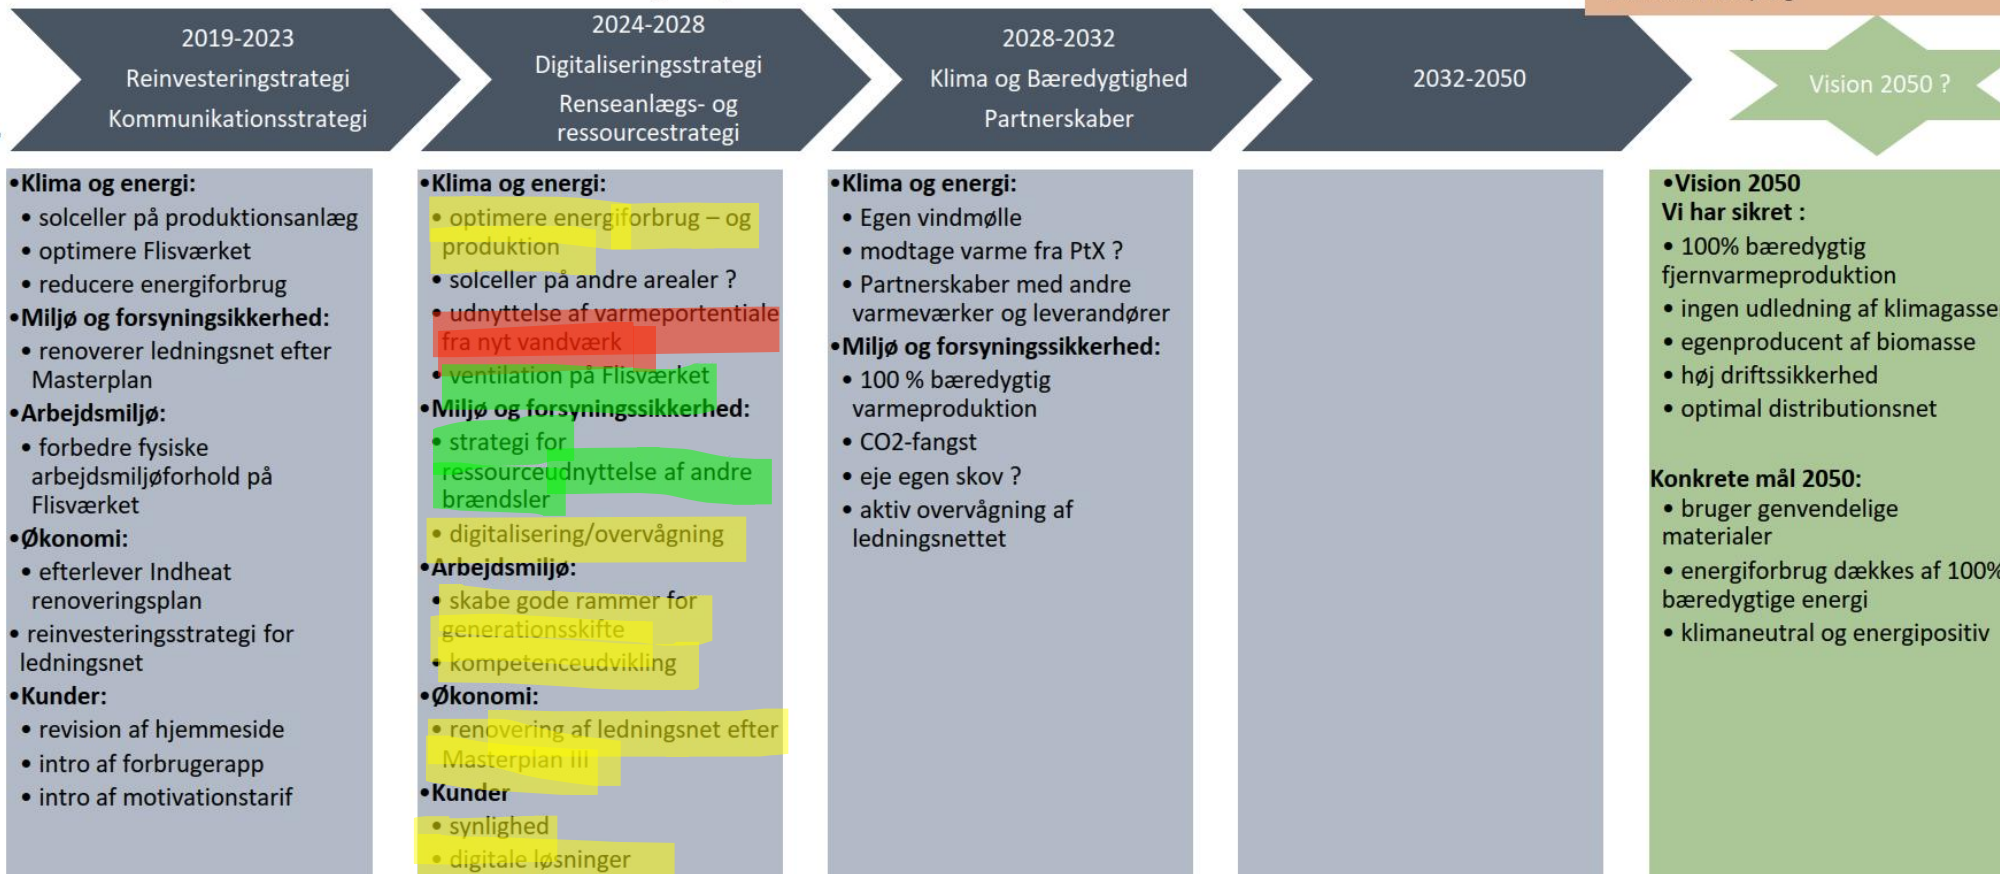 2019-2023
Reinvesteringstrategi
Kommunikationsstrategi
2024-2028
Digitaliseringsstrategi
Renseanlægs- og
ressourcestrategi
2028-2032
Klima og Bæredygtighed
Partnerskaber
2032-2050
Vision 2050 ?
•Klima og energi:
• solceller på produktionsanlæg
• optimere Flisværket
• reducere energiforbrug
•Miljø og forsyningsikkerhed:
• renoverer ledningsnet efter
Masterplan
•Arbejdsmiljø:
• forbedre fysiske
arbejdsmiljøforhold på
Flisværket
•Økonomi:
• efterlever Indheat
renoveringsplan
• reinvesteringsstrategi for
ledningsnet
•Kunder:
• revision af hjemmeside
• intro af forbrugerapp
• intro af motivationstarif
•Klima og energi:
• optimere energiforbrug – og
produktion
• solceller på andre arealer ?
• udnyttelse af varmeportentiale
fra nyt vandværk
• ventilation på Flisværket
•Miljø og forsyningssikkerhed:
• strategi for
ressourceudnyttelse af andre
brændsler
• digitalisering/overvågning
•Arbejdsmiljø:
• skabe gode rammer for
generationsskifte
• kompetenceudvikling
•Økonomi:
• renovering af ledningsnet efter
Masterplan III
•Kunder
• synlighed
• digitale løsninger
•Klima og energi:
• Egen vindmølle
• modtage varme fra PtX ?
• Partnerskaber med andre
varmeværker og leverandører
•Miljø og forsyningssikkerhed:
• 100 % bæredygtig
varmeproduktion
• CO2-fangst
• eje egen skov ?
• aktiv overvågning af
ledningsnettet
•Vision 2050
Vi har sikret :
• 100% bæredygtig
fjernvarmeproduktion
• ingen udledning af klimagasse
• egenproducent af biomasse
• høj driftssikkerhed
• optimal distributionsnet
Konkrete mål 2050:
• bruger genvendelige
materialer
• energiforbrug dækkes af 100%
bæredygtige energi
• klimaneutral og energipositiv